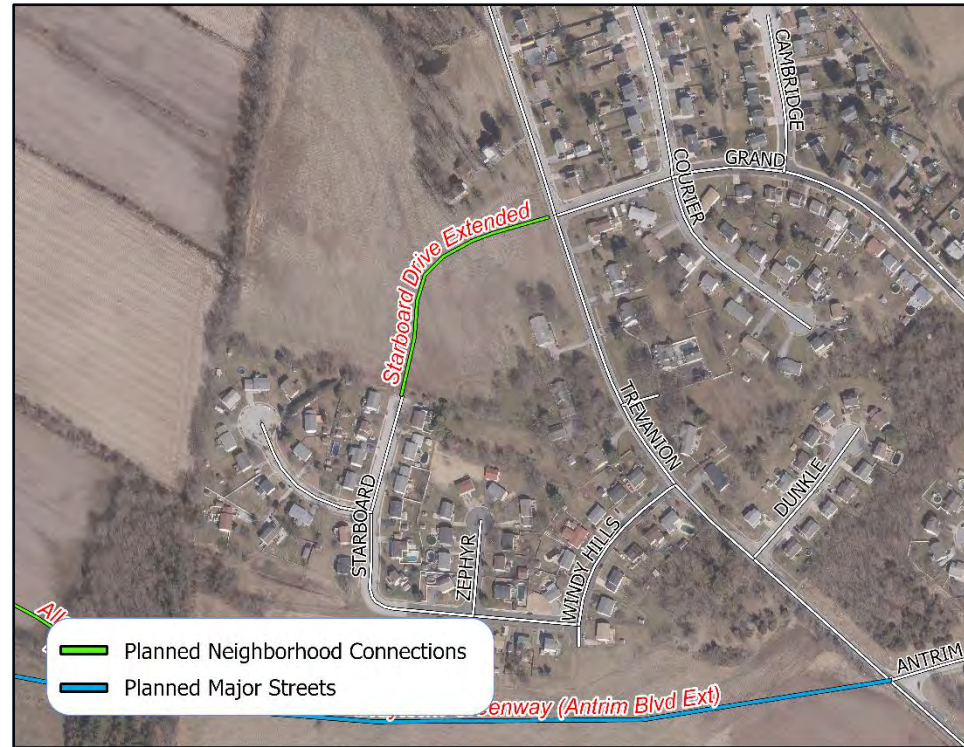 CAMBRIDGE
GRAND
COURIER
Starboard Drive Extended
TREVANION
DUNKLE
STARBOARD
ZEPHYR
WINDY HILLS
ANTRIM
All
Planned Neighborhood Connections
Planned Major Streets
(Antrim Blvd Ext)